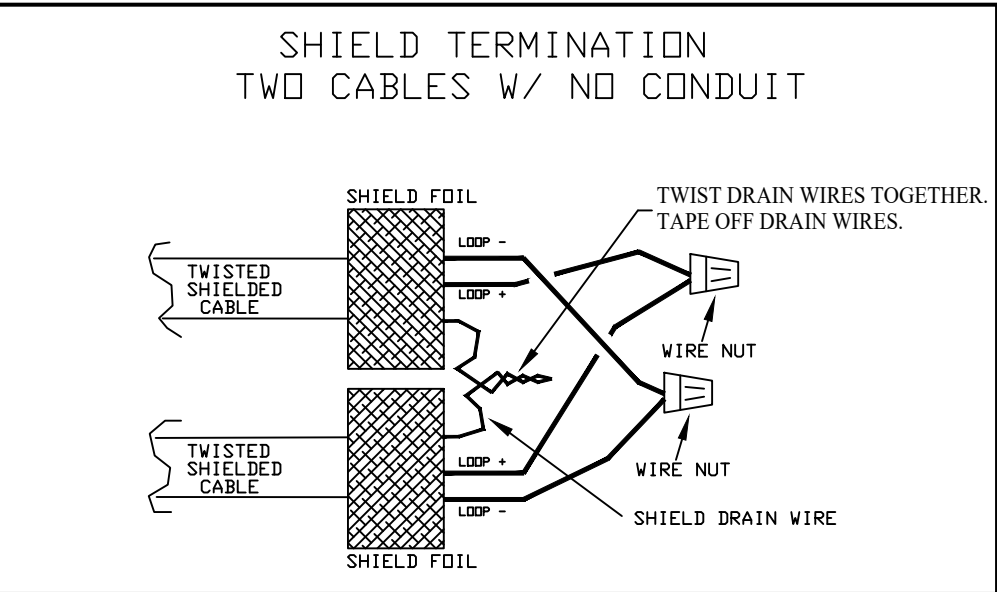 SHIELD TERMINATION
TWO CABLES W/ NO CONDUIT
SHIELD FOIL
TWIST DRAIN WIRES TOGETHER.
TAPE OFF DRAIN WIRES.
LOOP -
TWISTED
SHIELDED
CABLE
LOOP +
WIRE NUT
TWISTED
SHIELDED
CABLE
LOOP +
WIRE NUT
LOOP -
SHIELD DRAIN WIRE
SHIELD FOIL